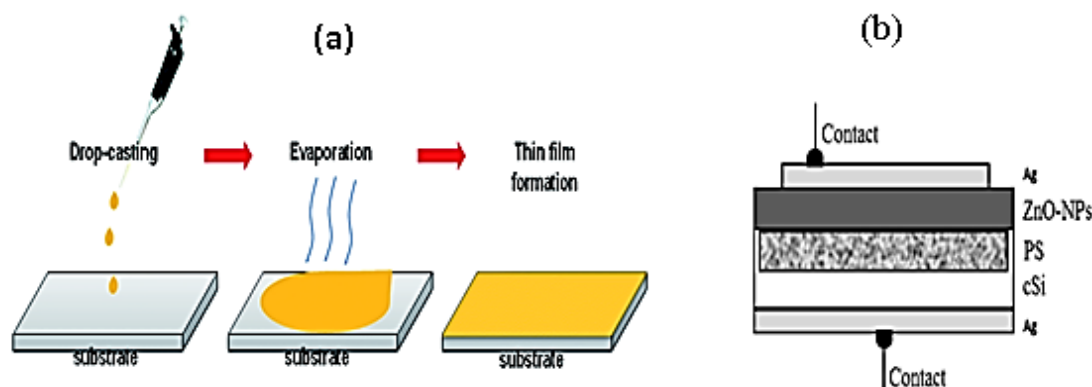 (a)
Drop-casting
Evaporation
Thin film
formation
substrate
substrate
substrate
(b)
Contact
Ag
ZnO-NPs
PS
cSi
Ag
Contact